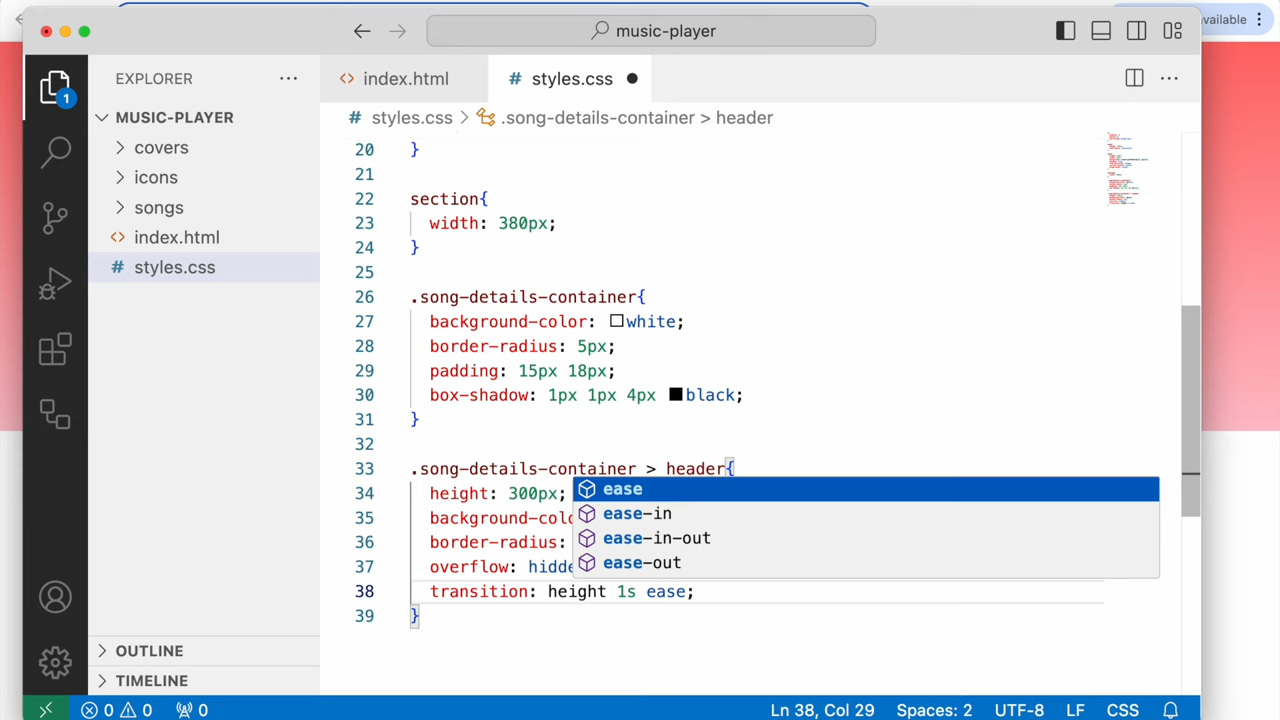 music-player
vailable
EXPLORER
index.html
styles.css
MUSIC-PLAYER
covers
icons
songs
index.html
styles.css
OUTLINE
TIMELINE
1
styles.css > .song-details-container > header
20 }
21
22 section{
23 width: 380px;
24 }
25
26 .song-details-container{
27 background-color: white;
28 border-radius: 5px;
29 padding: 15px 18px;
30 box-shadow: 1px 1px 4px black;
31 }
32
33 .song-details-container > header{
34 height: 300px;
35 background-colo
36 border-radius:
37 overflow: hidde
38 transition: height 1s ease;
39 }
ease
ease-in
ease-in-out
ease-out
0 0 0
Ln 38, Col 29 Spaces: 2 UTF-8 LF CSS